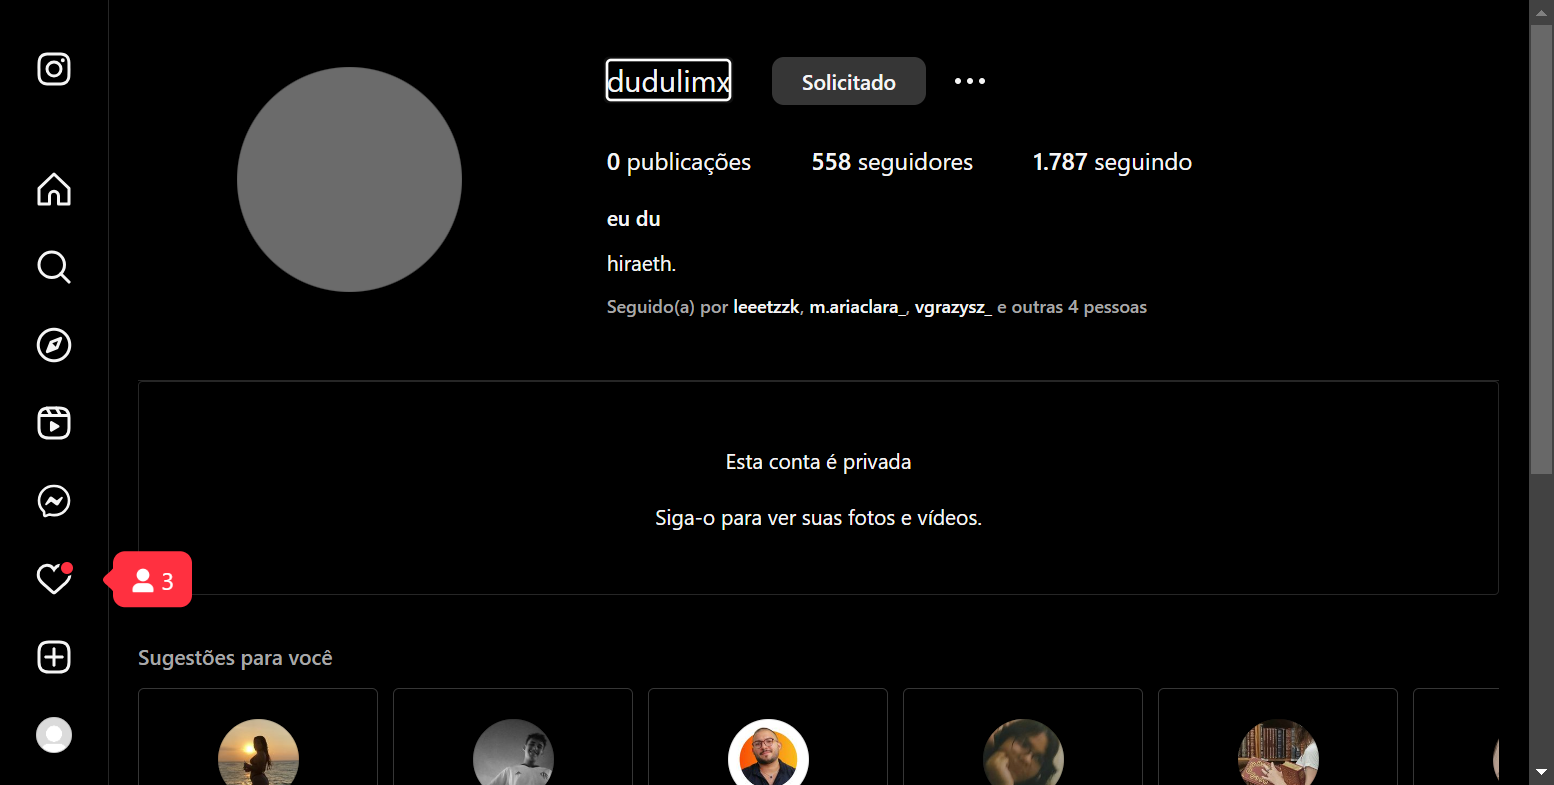 dudulimx Solicitado
0 publicações 558 seguidores 1.787 seguindo
eu du
hiraeth.
Seguido(a) por leeetzzk, m.ariaclara_, vgrazysz_ e outras 4 pessoas
Esta conta é privada
Siga-o para ver suas fotos e vídeos.
3
Sugestões para você